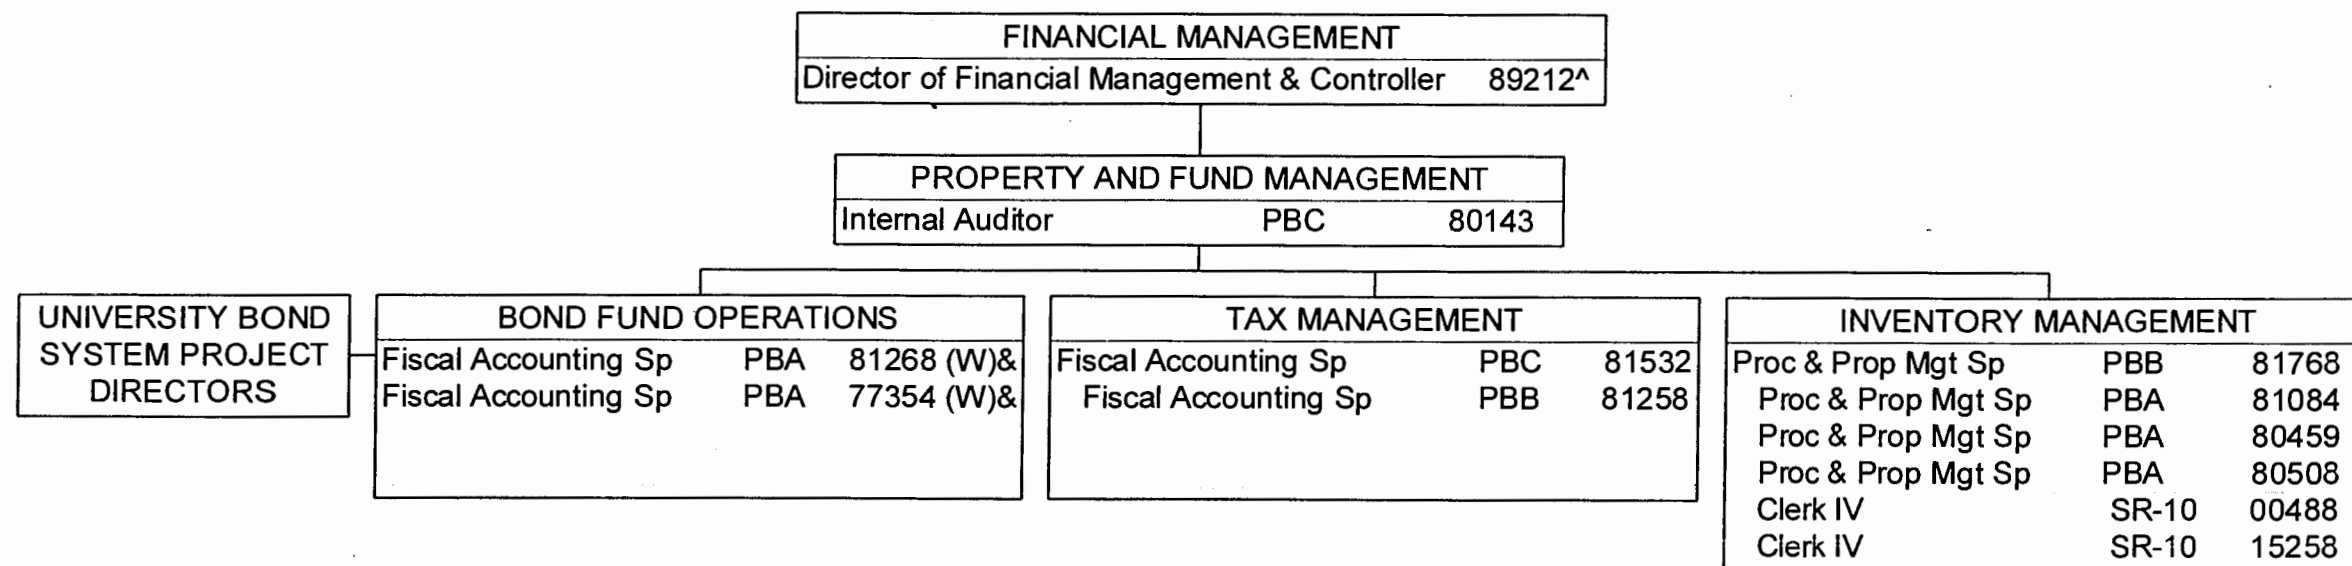 FINANCIAL MANAGEMENT
Director of Financial Management & Controller 89212^
PROPERTY AND FUND MANAGEMENT
Internal Auditor PBC 80143
UNIVERSITY BOND
SYSTEM PROJECT
DIRECTORS
BOND FUND OPERATIONS
Fiscal Accounting Sp PBA 81268 (W)&
Fiscal Accounting Sp PBA 77354 (W)&
TAX MANAGEMENT
Fiscal Accounting Sp PBC 81532
Fiscal Accounting Sp PBB 81258
INVENTORY MANAGEMENT
Proc & Prop Mgt Sp PBB 81768
Proc & Prop Mgt Sp PBA 81084
Proc & Prop Mgt Sp PBA 80459
Proc & Prop Mgt Sp PBA 80508
Clerk IV SR-10 00488
Clerk IV SR-10 15258